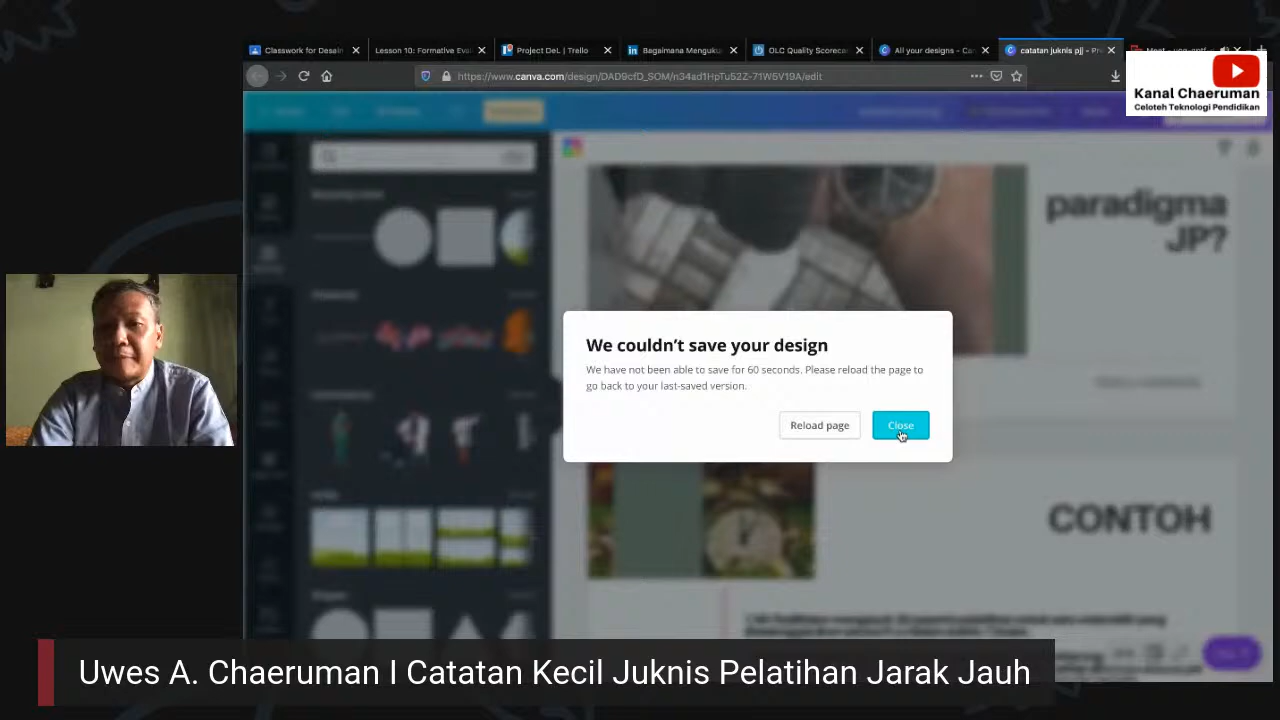 Classwork for Desain
Lesson 10: Formative Eval
Project DeL | Trello
Bagaimana Menguku
OLC Quality Scoreca
All your designs - Can
catatan juknis pjj - Pr
https://www.canva.com/design/DAD9cfD_SOM/n34ad1HpTu52Z-71W5V19A/edit
Kanal Chaeruman
Celoteh Teknologi Pendidikan
paradigma
JP?
We couldn't save your design
We have not been able to save for 60 seconds. Please reload the page to
go back to your last-saved version.
Reload page
Close
CONTOH
Uwes A. Chaeruman I Catatan Kecil Juknis Pelatihan Jarak Jauh